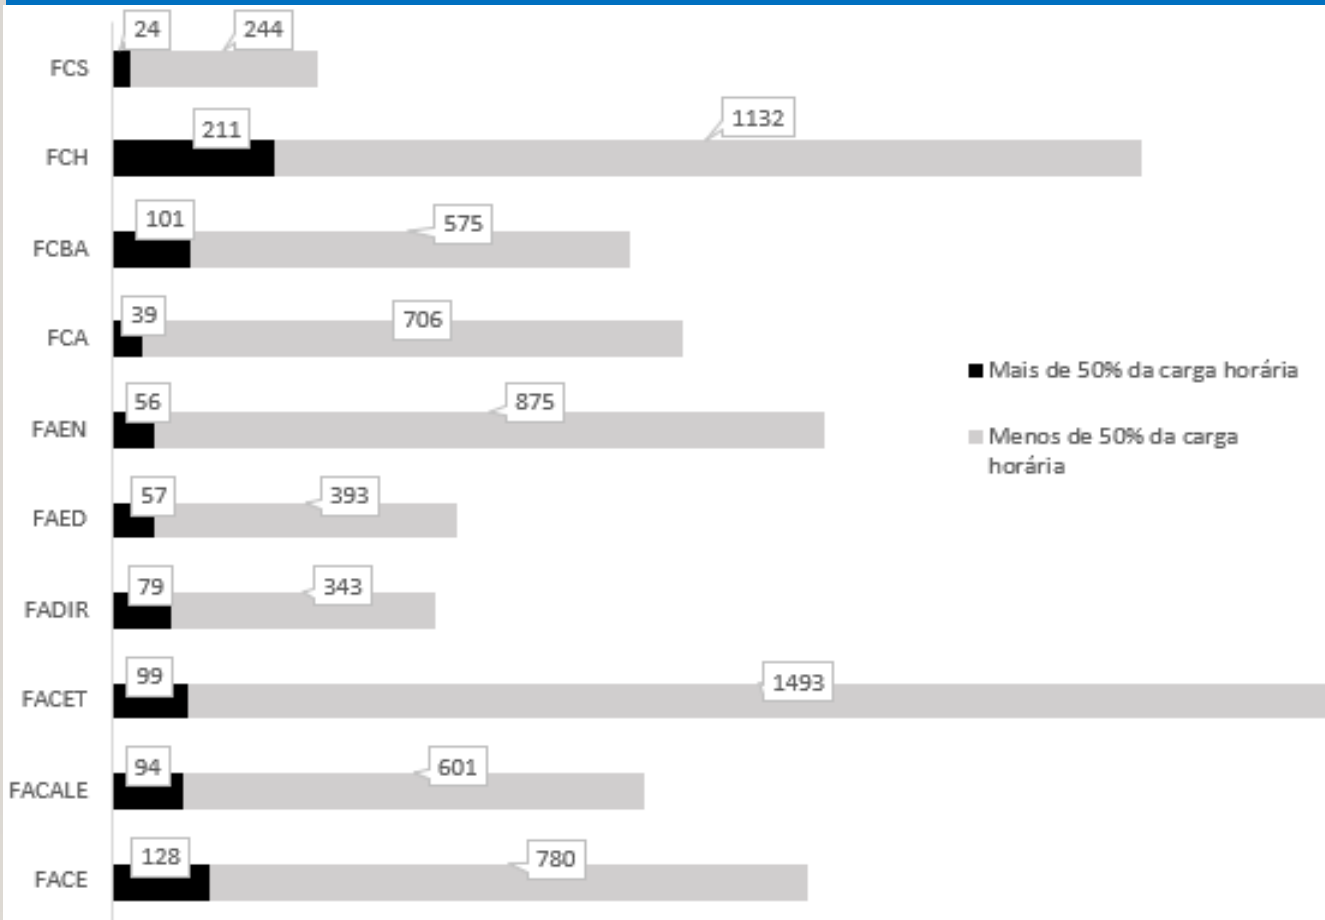 24 244
FCS
211 1132
FCH
101 575
FCBA
39 706
FCA
Mais de 50% da carga horária
56 875
FAEN
Menos de 50% da carga
horária
57 393
FAED
79 343
FADIR
99 1493
FACET
94 601
FACALE
128 780
FACE